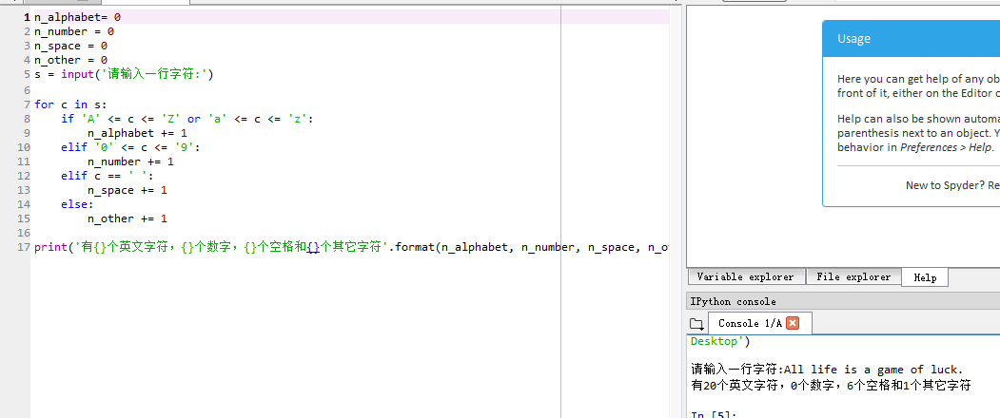 1 n_alphabet= 0
2 n_number = 0
3 n_space = 0
4 n_other = 0
5 s = input('请输入一行字符:')
6
7 for c in s:
8     if 'A' <= c <= 'Z' or 'a' <= c <= 'z':
9         n_alphabet += 1
10     elif '0' <= c <= '9':
11         n_number += 1
12     elif c == ' ':
13         n_space += 1
14     else:
15         n_other += 1
16
17 print('有{}个英文字符，{}个数字，{}个空格和{}个其它字符'.format(n_alphabet, n_number, n_space, n_o
Usage
Here you can get help of any ob
front of it, either on the Editor o
Help can also be shown automa
parenthesis next to an object. Y
behavior in Preferences > Help.
New to Spyder? Re
Variable explorer File explorer Help
IPython console
Console 1/A
Desktop')
请输入一行字符:All life is a game of luck.
有20个英文字符，0个数字，6个空格和1个其它字符
In [5]: